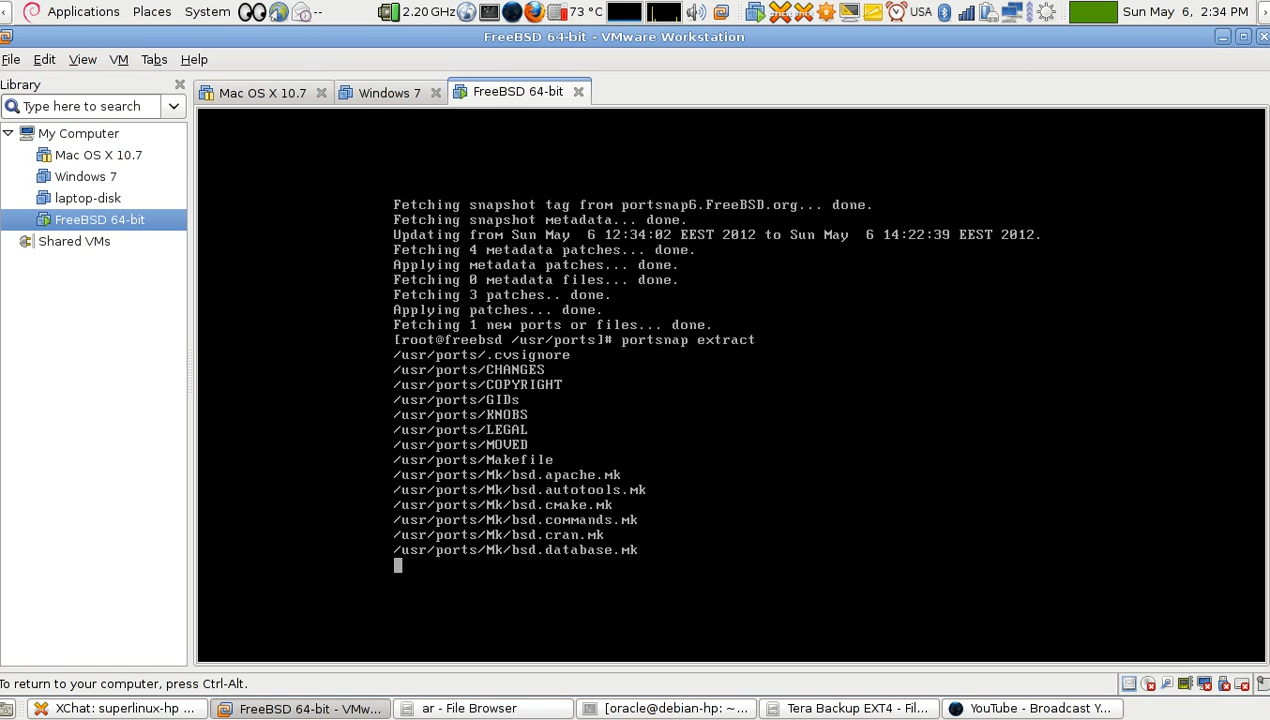 Applications Places System -- 2.20 GHz 73 °C USA Sun May 6, 2:34 PM
FreeBSD 64-bit - VMware Workstation
File Edit View VM Tabs Help
Library
Type here to search
Mac OS X 10.7 Windows 7 FreeBSD 64-bit
My Computer
Mac OS X 10.7
Windows 7
laptop-disk
FreeBSD 64-bit
Shared VMs
Fetching snapshot tag from portsnap6.FreeBSD.org... done.
Fetching snapshot metadata... done.
Updating from Sun May  6 12:34:02 EEST 2012 to Sun May  6 14:22:39 EEST 2012.
Fetching 4 metadata patches... done.
Applying metadata patches... done.
Fetching 0 metadata files... done.
Fetching 3 patches.. done.
Applying patches... done.
Fetching 1 new ports or files... done.
[root@freebsd /usr/ports]# portsnap extract
/usr/ports/.cvsignore
/usr/ports/CHANGES
/usr/ports/COPYRIGHT
/usr/ports/GIDs
/usr/ports/KNOBS
/usr/ports/LEGAL
/usr/ports/MOVED
/usr/ports/Makefile
/usr/ports/Mk/bsd.apache.mk
/usr/ports/Mk/bsd.autotools.mk
/usr/ports/Mk/bsd.cmake.mk
/usr/ports/Mk/bsd.commands.mk
/usr/ports/Mk/bsd.cran.mk
/usr/ports/Mk/bsd.database.mk
To return to your computer, press Ctrl-Alt.
XChat: superlinux-hp ... FreeBSD 64-bit - VMw... ar - File Browser [oracle@debian-hp: ~... Tera Backup EXT4 - Fil... YouTube - Broadcast Y...